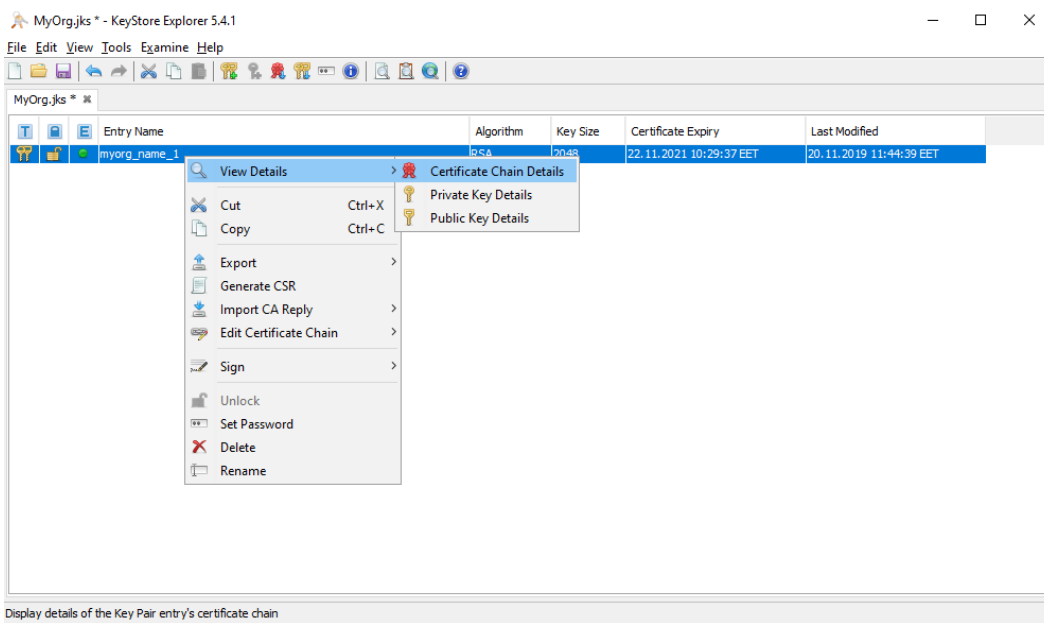 MyOrg.jks * - KeyStore Explorer 5.4.1
File Edit View Tools Examine Help
MyOrg.jks *
T E Entry Name Algorithm Key Size Certificate Expiry Last Modified
myorg_name_1 RSA 2048 22.11.2021 10:29:37 EET 20.11.2019 11:44:39 EET
View Details
Certificate Chain Details
Private Key Details
Public Key Details
Cut Ctrl+X
Copy Ctrl+C
Export
Generate CSR
Import CA Reply
Edit Certificate Chain
Sign
Unlock
Set Password
Delete
Rename
Display details of the Key Pair entry's certificate chain